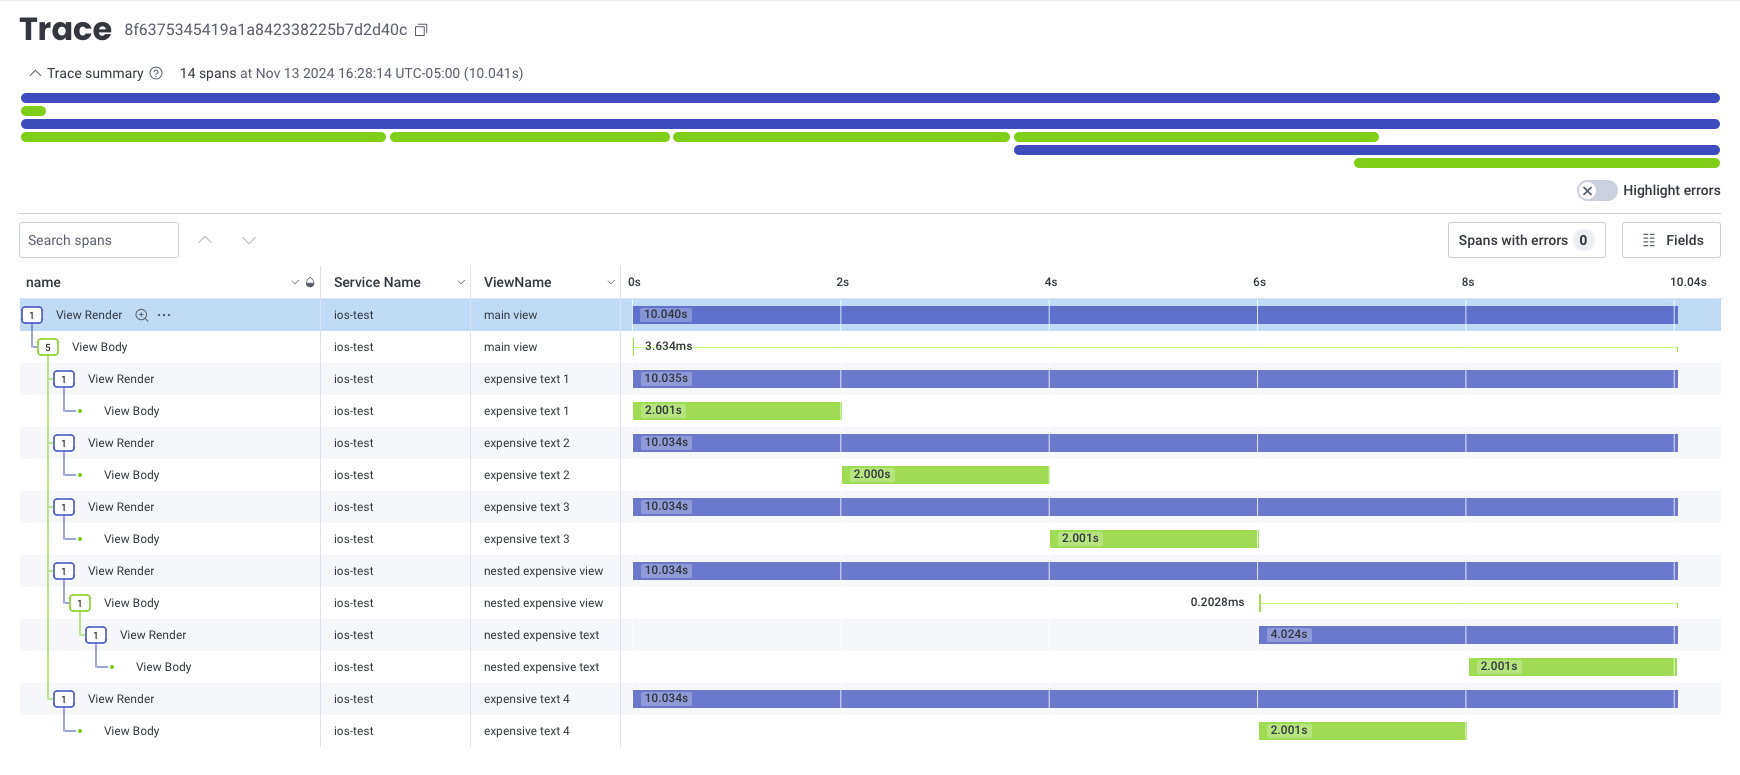 Trace 8f6375345419a1a842338225b7d2d40c
Trace summary 14 spans at Nov 13 2024 16:28:14 UTC-05:00 (10.041s)
Highlight errors
Search spans Spans with errors 0 Fields
name Service Name ViewName 0s 2s 4s 6s 8s 10.04s
1 View Render ios-test main view 10.040s
5 View Body ios-test main view 3.634ms
1 View Render ios-test expensive text 1 10.035s
View Body ios-test expensive text 1 2.001s
1 View Render ios-test expensive text 2 10.034s
View Body ios-test expensive text 2 2.000s
1 View Render ios-test expensive text 3 10.034s
View Body ios-test expensive text 3 2.001s
1 View Render ios-test nested expensive view 10.034s
1 View Body ios-test nested expensive view 0.2028ms
1 View Render ios-test nested expensive text 4.024s
View Body ios-test nested expensive text 2.001s
1 View Render ios-test expensive text 4 10.034s
View Body ios-test expensive text 4 2.001s